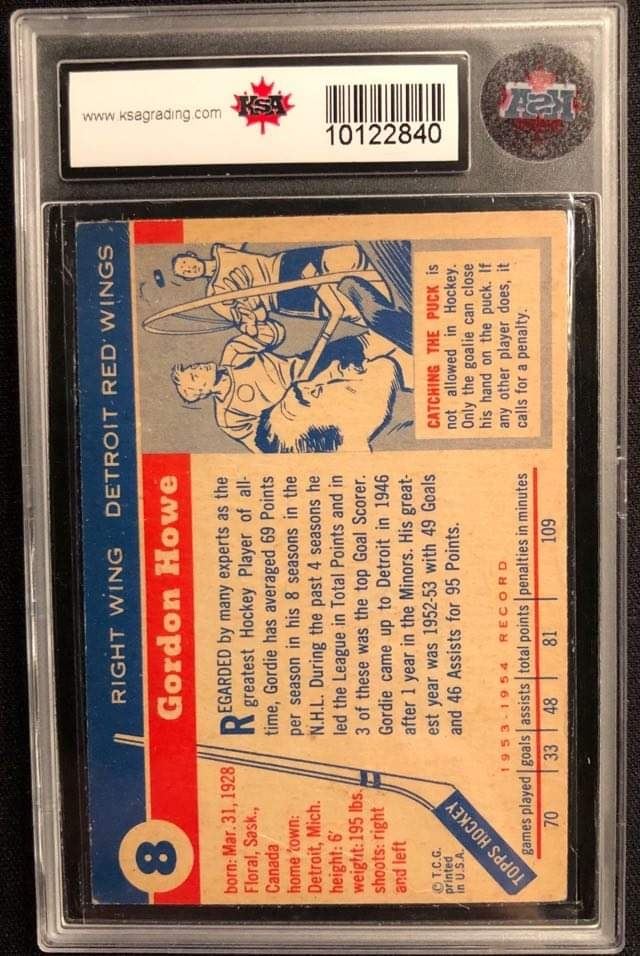 www.ksagrading.com
KSA
10122840
KSA
RIGHT WING DETROIT RED WINGS
8
Gordon Howe
born: Mar. 31, 1928
Floral, Sask.,
Canada
home town:
Detroit, Mich.
height: 6'
weight: 195 lbs.
shoots: right
and left
© T.C.G.
printed
in U.S.A.
TOPPS HOCKEY
REGARDED by many experts as the
greatest Hockey Player of all-
time, Gordie has averaged 69 Points
per season in his 8 seasons in the
N.H.L. During the past 4 seasons he
led the League in Total Points and in
3 of these was the top Goal Scorer.
Gordie came up to Detroit in 1946
after 1 year in the Minors. His great-
est year was 1952-53 with 49 Goals
and 46 Assists for 95 Points.
CATCHING THE PUCK is
not allowed in Hockey.
Only the goalie can close
his hand on the puck. If
any other player does, it
calls for a penalty.
1953-1954 RECORD
games played goals assists total points penalties in minutes
70 33 48 81 109